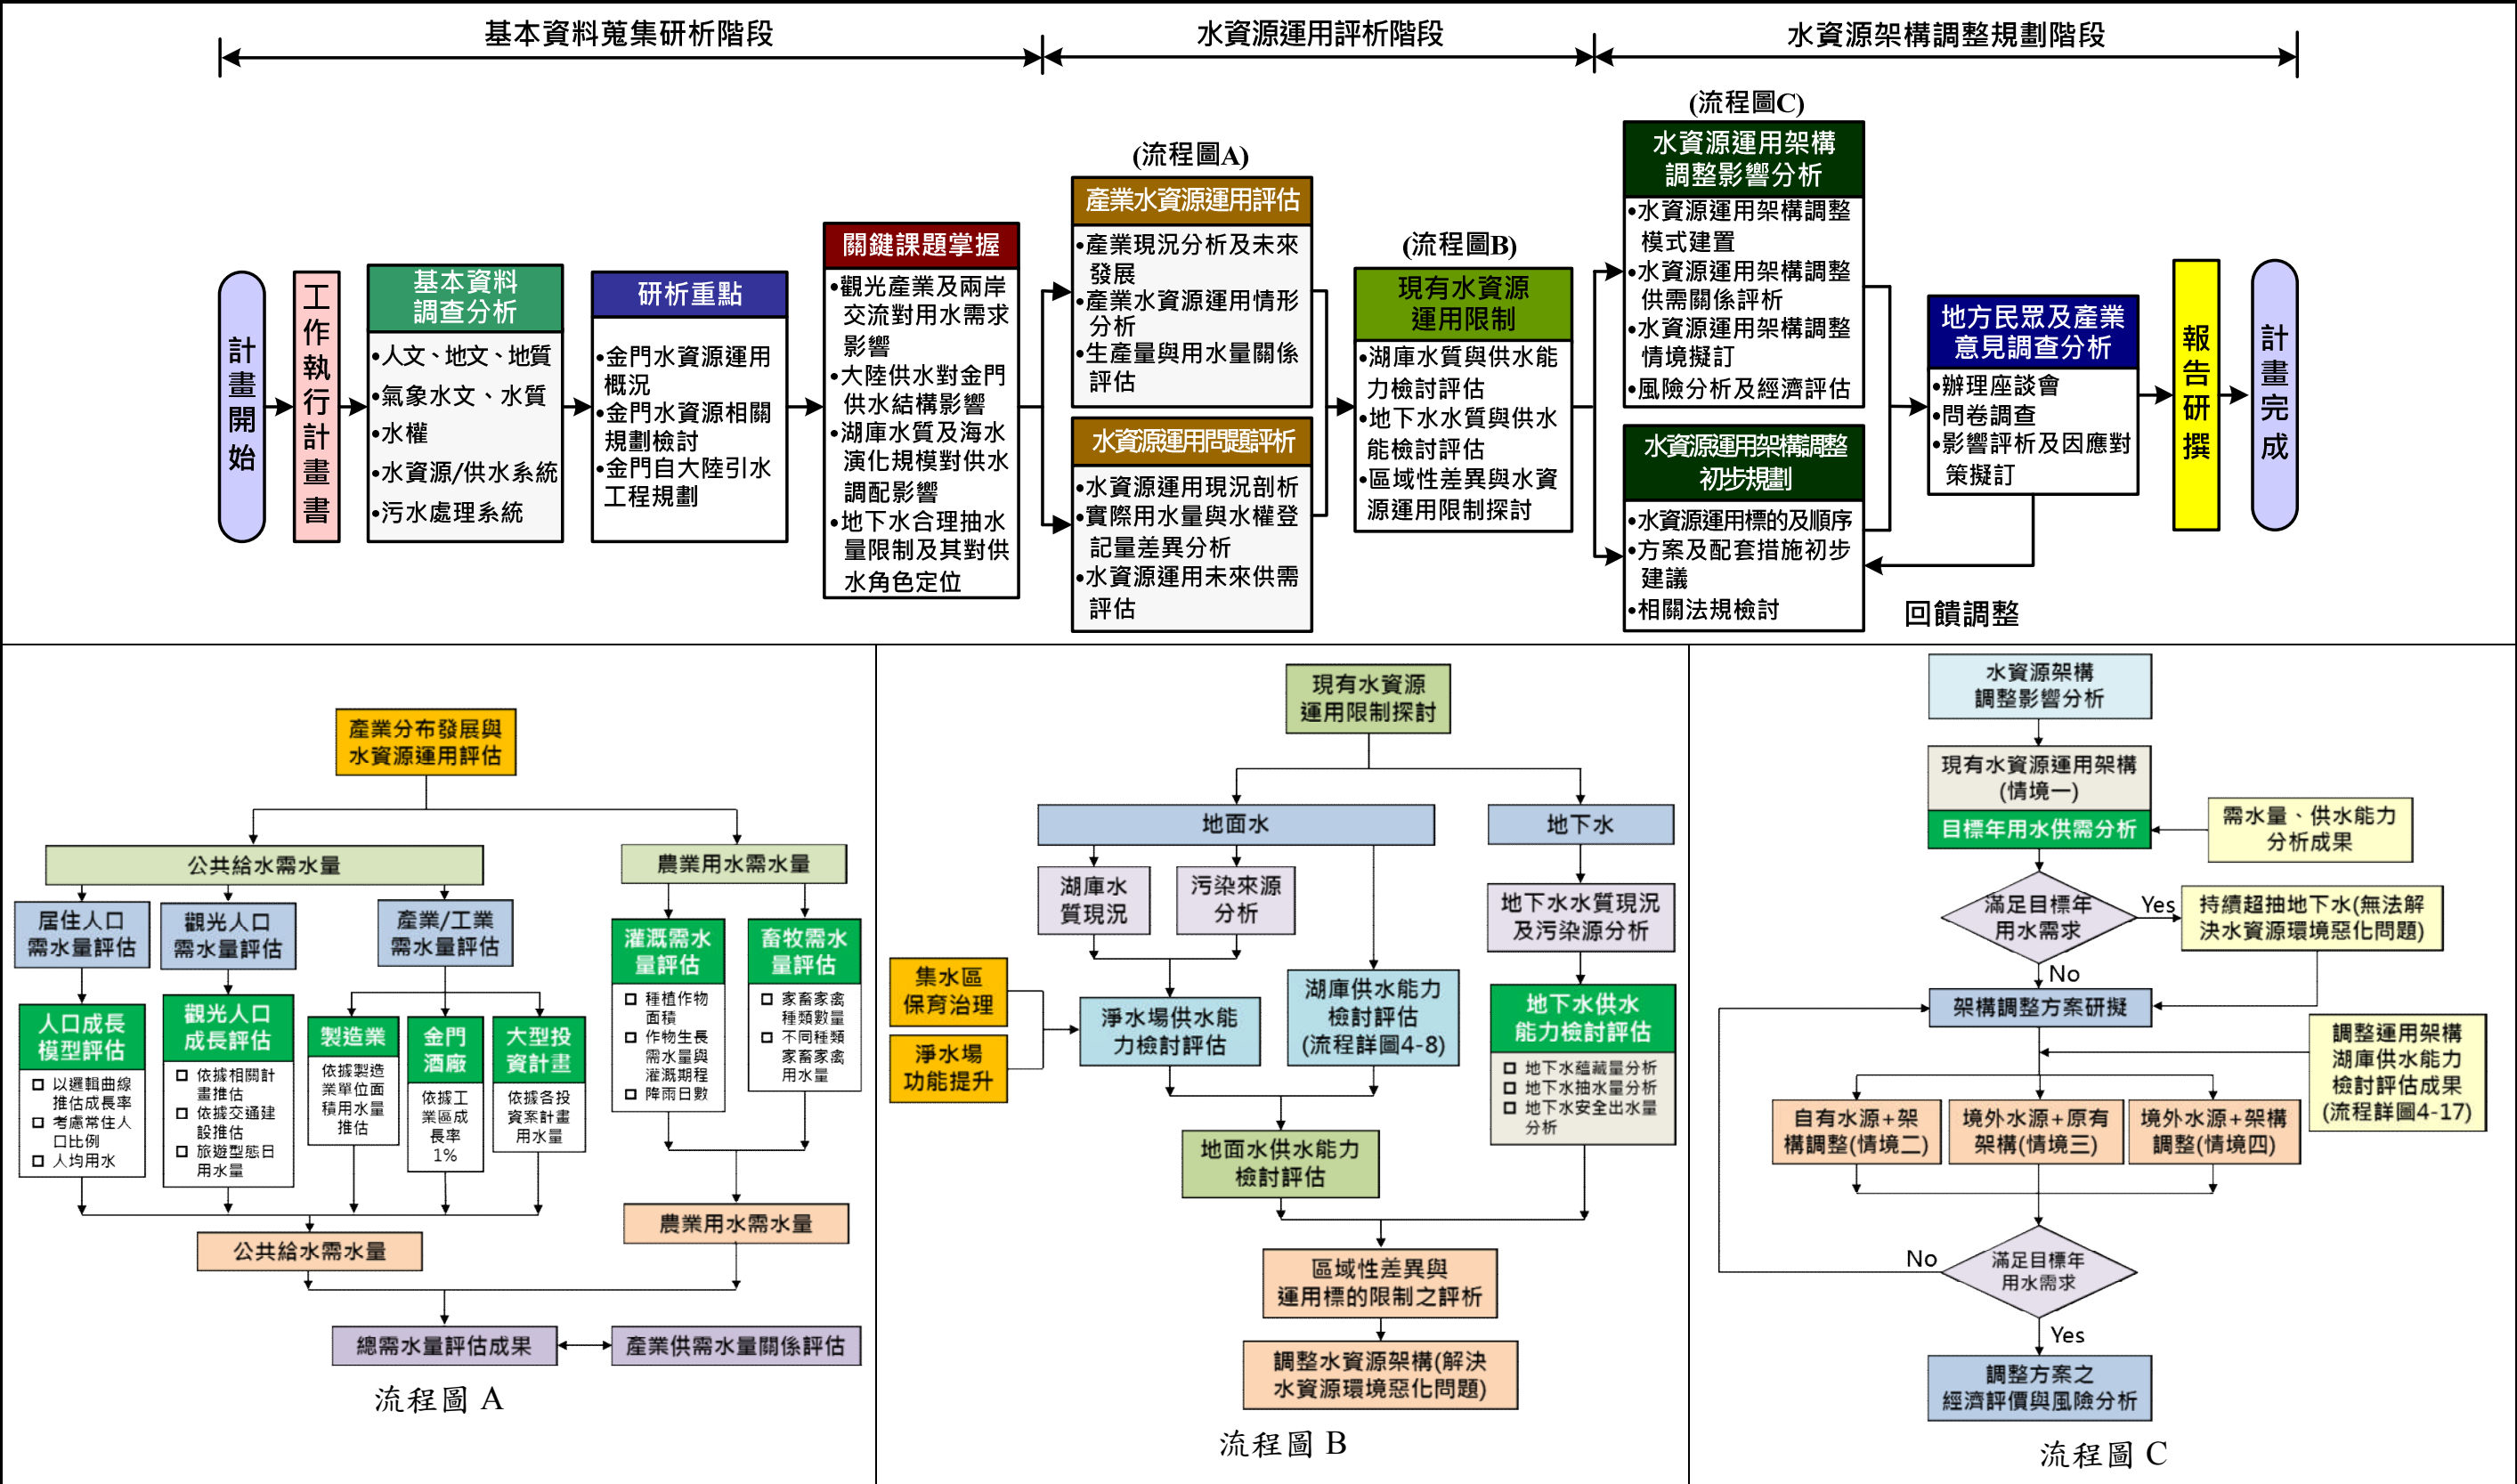 基本資料蒐集研析階段
水資源運用評析階段
水資源架構調整規劃階段
計畫開始
工作執行計畫書
基本資料
調查分析
•人文、地文、地質
•氣象水文、水質
•水權
•水資源/供水系統
•污水處理系統
研析重點
•金門水資源運用
概況
•金門水資源相關
規劃檢討
•金門自大陸引水
工程規劃
關鍵課題掌握
•觀光產業及兩岸
交流對用水需求
影響
•大陸供水對金門
供水結構影響
•湖庫水質及海水
演化規模對供水
調配影響
•地下水合理抽水
量限制及其對供
水角色定位
(流程圖A)
產業水資源運用評估
•產業現況分析及未來
發展
•產業水資源運用情形
分析
•生產量與用水量關係
評估
水資源運用問題評析
•水資源運用現況剖析
•實際用水量與水權登
記量差異分析
•水資源運用未來供需
評估
(流程圖B)
現有水資源
運用限制
•湖庫水質與供水能
力檢討評估
•地下水水質與供水
能檢討評估
•區域性差異與水資
源運用限制探討
(流程圖C)
水資源運用架構
調整影響分析
•水資源運用架構調整
模式建置
•水資源運用架構調整
供需關係評析
•水資源運用架構調整
情境擬訂
•風險分析及經濟評估
水資源運用架構調整
初步規劃
•水資源運用標的及順序
•方案及配套措施初步
建議
•相關法規檢討
地方民眾及產業
意見調查分析
•辦理座談會
•問卷調查
•影響評析及因應對
策擬訂
回饋調整
報告研撰
計畫完成
產業分布發展與
水資源運用評估
公共給水需水量
農業用水需水量
居住人口
需水量評估
觀光人口
需水量評估
產業/工業
需水量評估
灌溉需水
量評估
□ 種植作物
面積
□ 作物生長
需水量與
灌溉期程
□ 降雨日數
畜牧需水
量評估
□ 家畜家禽
種類數量
□ 不同種類
家畜家禽
用水量
人口成長
模型評估
□ 以邏輯曲線
推估成長率
□ 考慮常住人
口比例
□ 人均用水
觀光人口
成長評估
□ 依據相關計
畫推估
□ 依據交通建
設推估
□ 旅遊型態日
用水量
製造業
依據製造
業單位面
積用水量
推估
金門
酒廠
依據工
業區成
長率
1%
大型投
資計畫
依據各投
資案計畫
用水量
公共給水需水量
農業用水需水量
總需水量評估成果
產業供需水量關係評估
流程圖 A
現有水資源
運用限制探討
地面水
地下水
湖庫水
質現況
污染來源
分析
地下水水質現況
及污染源分析
集水區
保育治理
淨水場
功能提升
淨水場供水能
力檢討評估
湖庫供水能力
檢討評估
(流程詳圖4-8)
地下水供水
能力檢討評估
□ 地下水蘊藏量分析
□ 地下水抽水量分析
□ 地下水安全出水量
分析
地面水供水能力
檢討評估
區域性差異與
運用標的限制之評析
調整水資源架構(解決
水資源環境惡化問題)
流程圖 B
水資源架構
調整影響分析
現有水資源運用架構
(情境一)
目標年用水供需分析
需水量、供水能力
分析成果
滿足目標年
用水需求
Yes
持續超抽地下水(無法解
決水資源環境惡化問題)
No
架構調整方案研擬
調整運用架構
湖庫供水能力
檢討評估成果
(流程詳圖4-17)
自有水源+架
構調整(情境二)
境外水源+原有
架構(情境三)
境外水源+架構
調整(情境四)
No
滿足目標年
用水需求
Yes
調整方案之
經濟評價與風險分析
流程圖 C